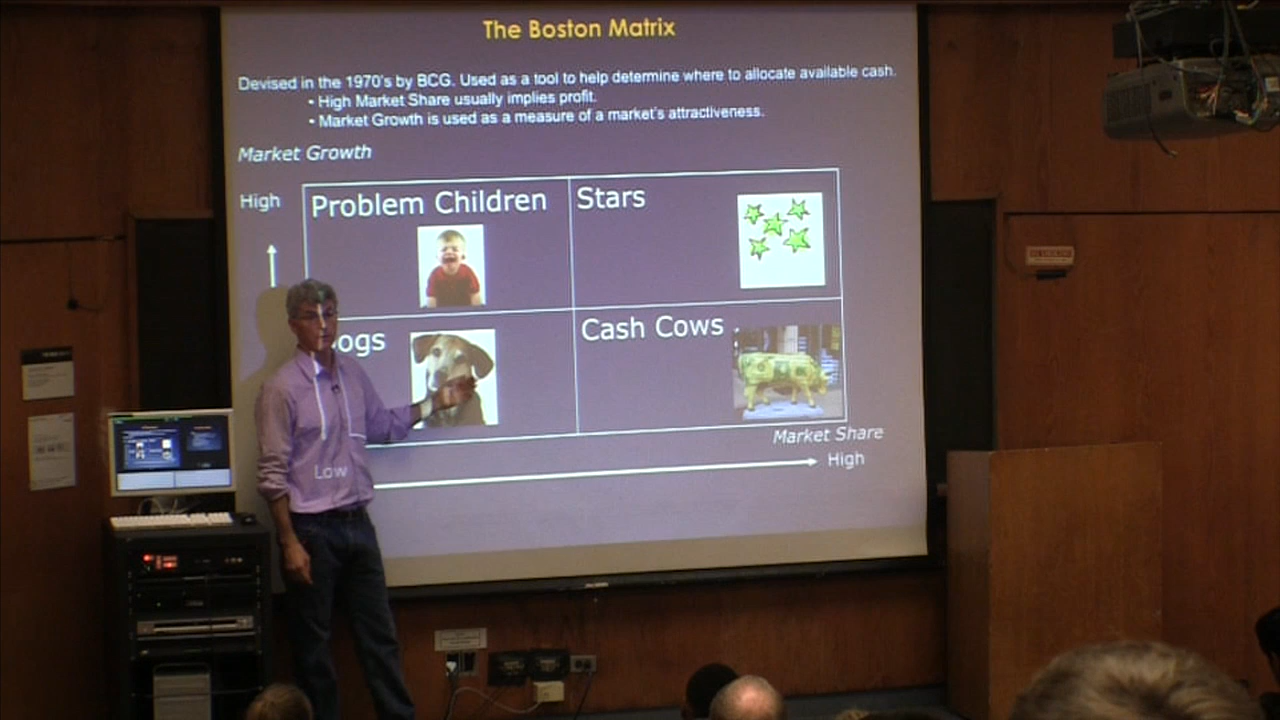 The Boston Matrix
Devised in the 1970's by BCG. Used as a tool to help determine where to allocate available cash.
• High Market Share usually implies profit.
• Market Growth is used as a measure of a market's attractiveness.
Market Growth
High
Problem Children
Stars
ogs
Cash Cows
Market Share
Low
High